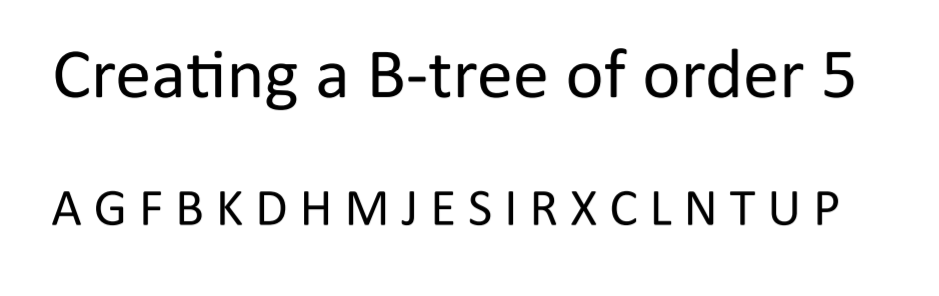 Creating a B-tree of order 5
A G F B K D H M J E S I R X C L N T U P